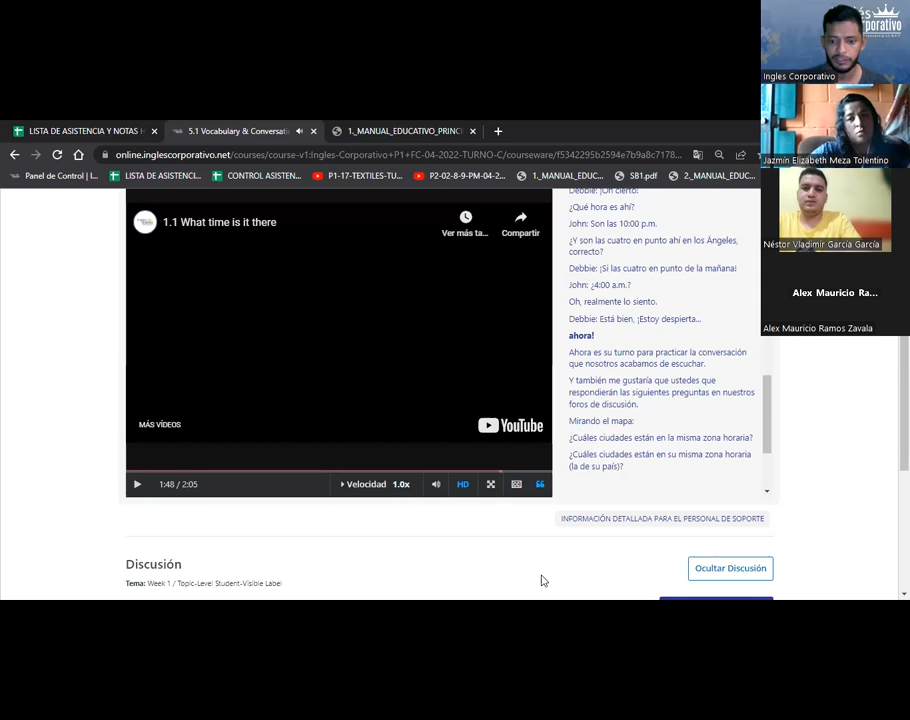 Ingles Corporativo
Jazmín Elizabeth Meza Tolentino
Néstor Vladimir García García
Alex Mauricio Ra...
Alex Mauricio Ramos Zavala
LISTA DE ASISTENCIA Y NOTAS
5.1 Vocabulary & Conversati
1._MANUAL_EDUCATIVO_PRINC
online.inglescorporativo.net/courses/course-v1:Ingles-Corporativo+P1+FC-04-2022-TURNO-C/courseware/f5342295b2594e7b9a8c7178...
Panel de Control | I...
LISTA DE ASISTENCI...
CONTROL ASISTEN...
P1-17-TEXTILES-TU...
P2-02-8-9-PM-04-2...
1._MANUAL_EDUC...
SB1.pdf
2._MANUAL_EDUC...
1.1 What time is it there
Ver más ta...
Compartir
MÁS VÍDEOS
YouTube
1:48 / 2:05
Velocidad 1.0x
HD
Debbie: ¡Oh cierto!
¿Qué hora es ahí?
John: Son las 10:00 p.m.
¿Y son las cuatro en punto ahí en los Ángeles,
correcto?
Debbie: ¡Sí las cuatro en punto de la mañana!
John: ¿4:00 a.m.?
Oh, realmente lo siento.
Debbie: Está bien, ¡Estoy despierta...
ahora!
Ahora es su turno para practicar la conversación
que nosotros acabamos de escuchar.
Y también me gustaría que ustedes que
respondierán las siguientes preguntas en nuestros
foros de discusión.
Mirando el mapa:
¿Cuáles ciudades están en la misma zona horaria?
¿Cuáles ciudades están en su misma zona horaria
(la de su país)?
INFORMACIÓN DETALLADA PARA EL PERSONAL DE SOPORTE
Discusión
Tema: Week 1 / Topic-Level Student-Visible Label
Ocultar Discusión